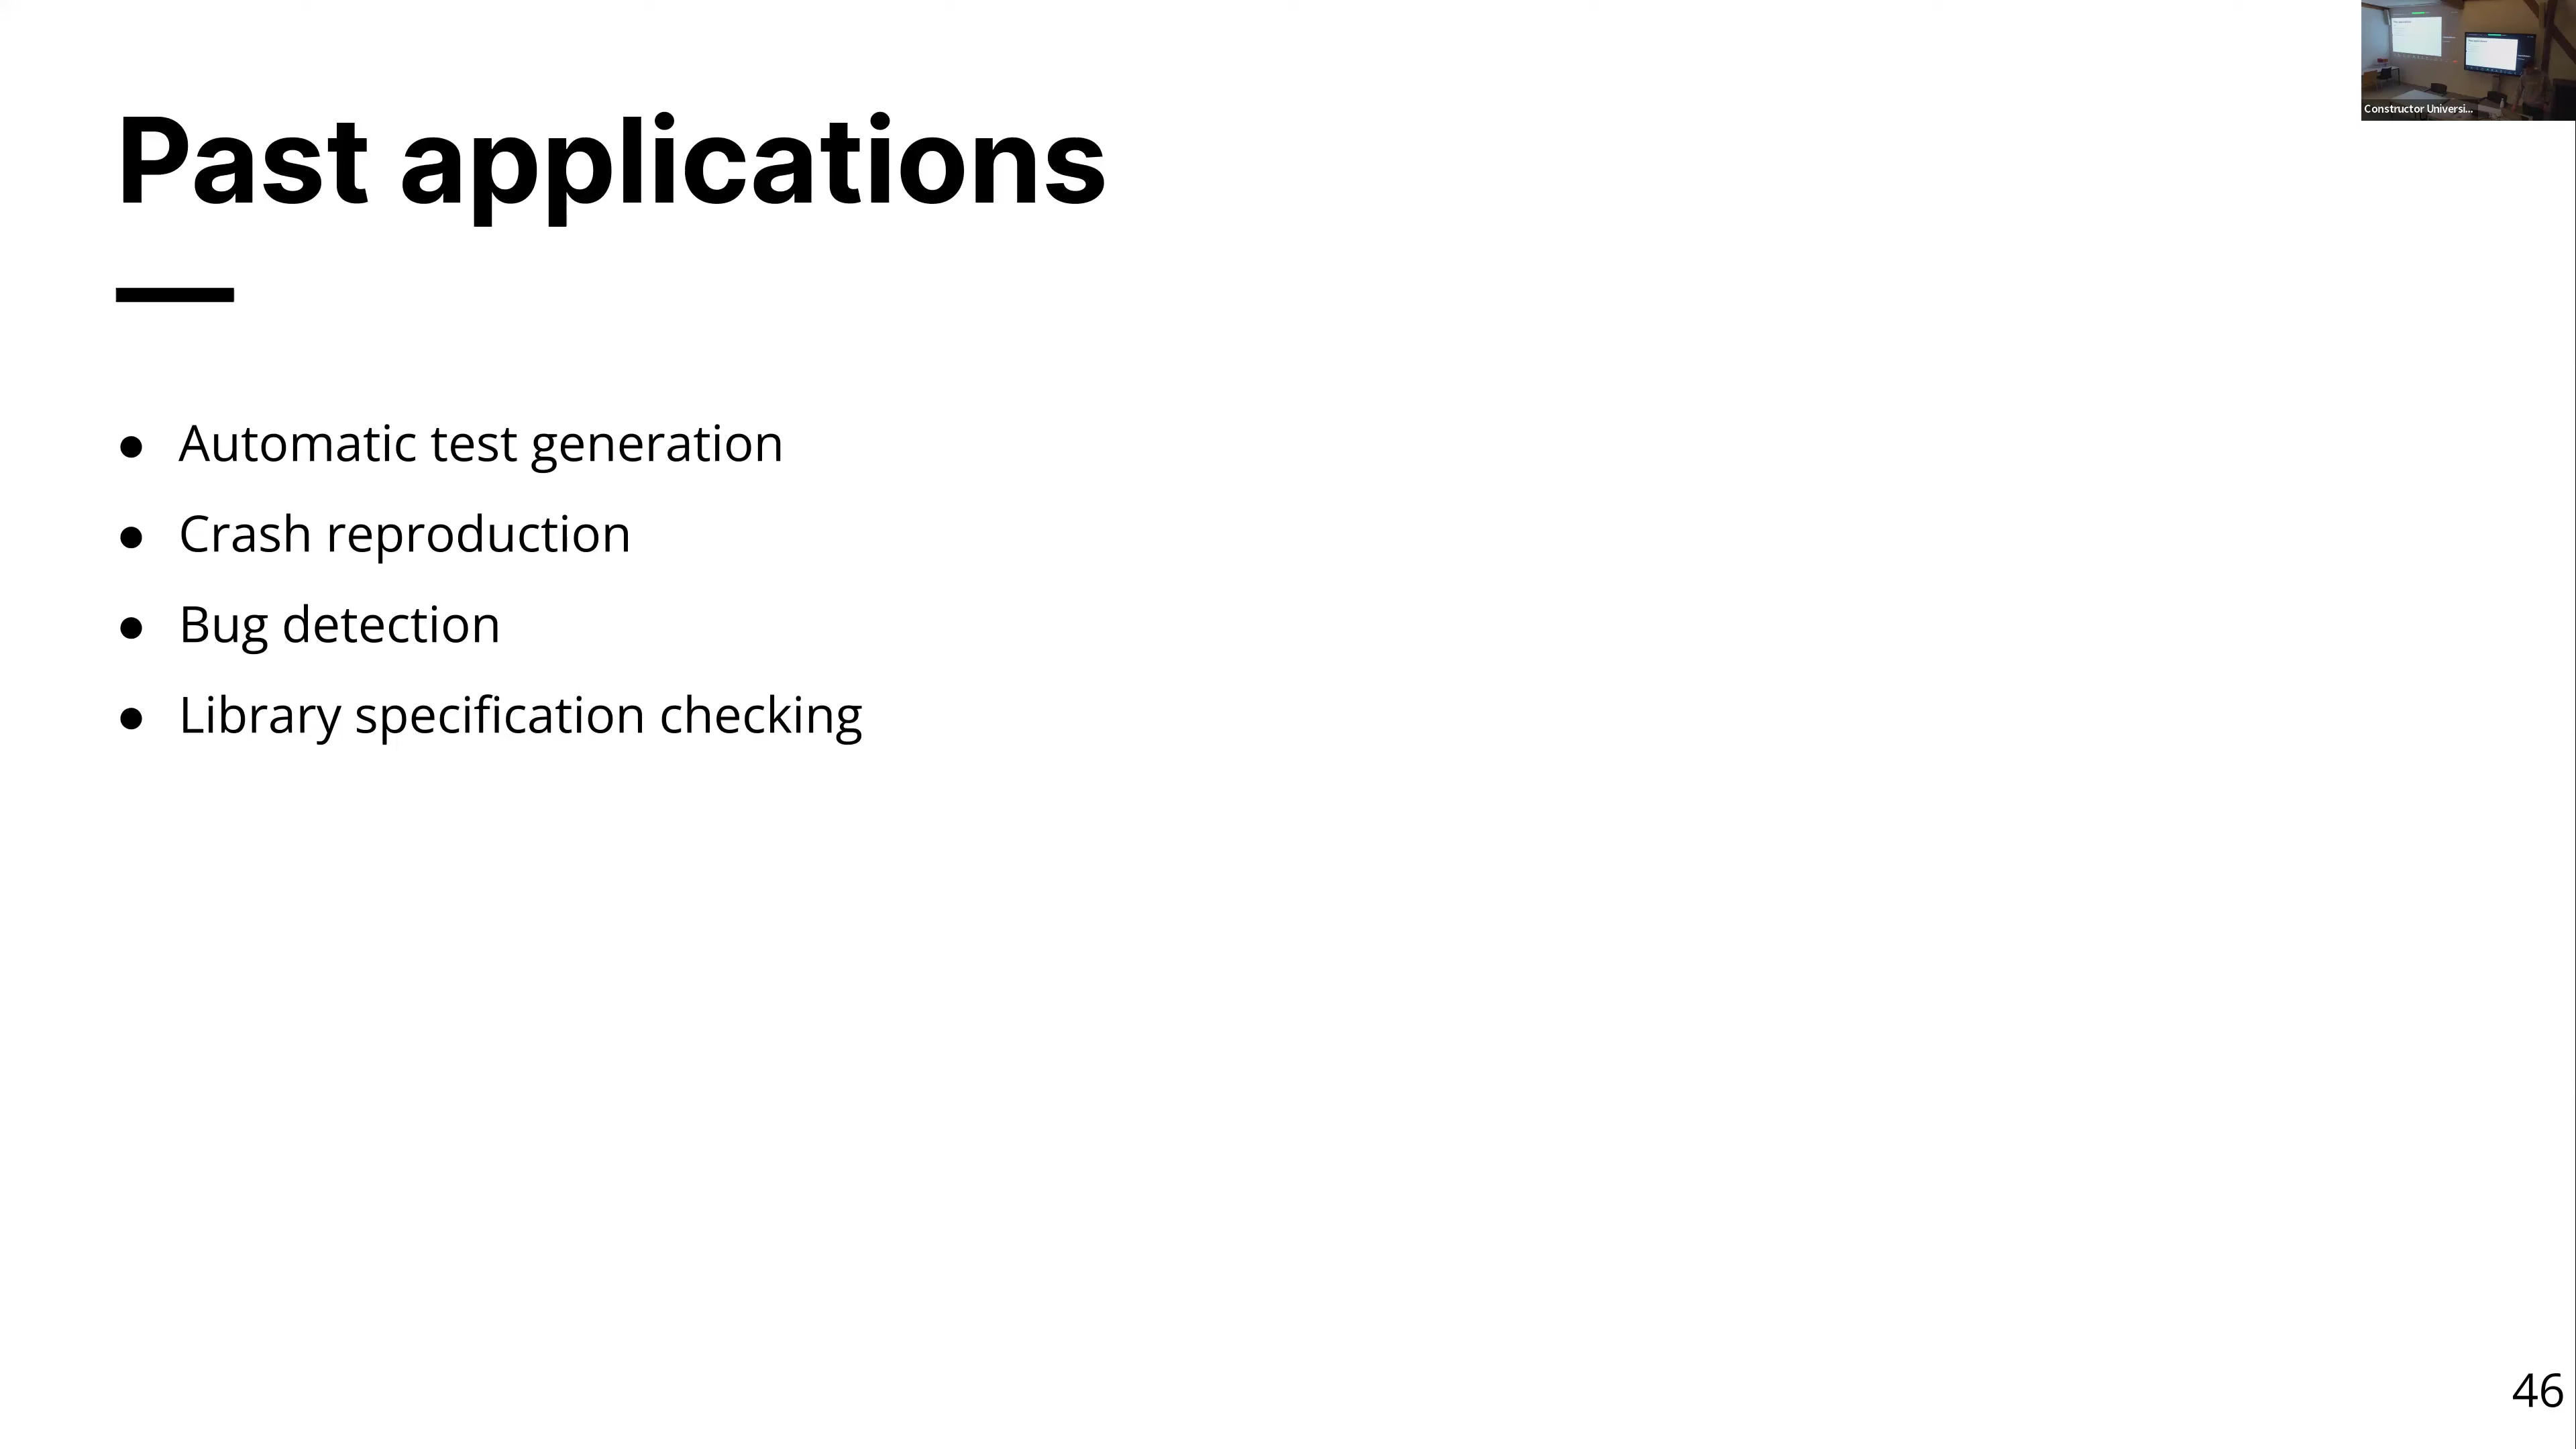 Constructor Universi...
Past applications
● Automatic test generation
● Crash reproduction
● Bug detection
● Library specification checking
46